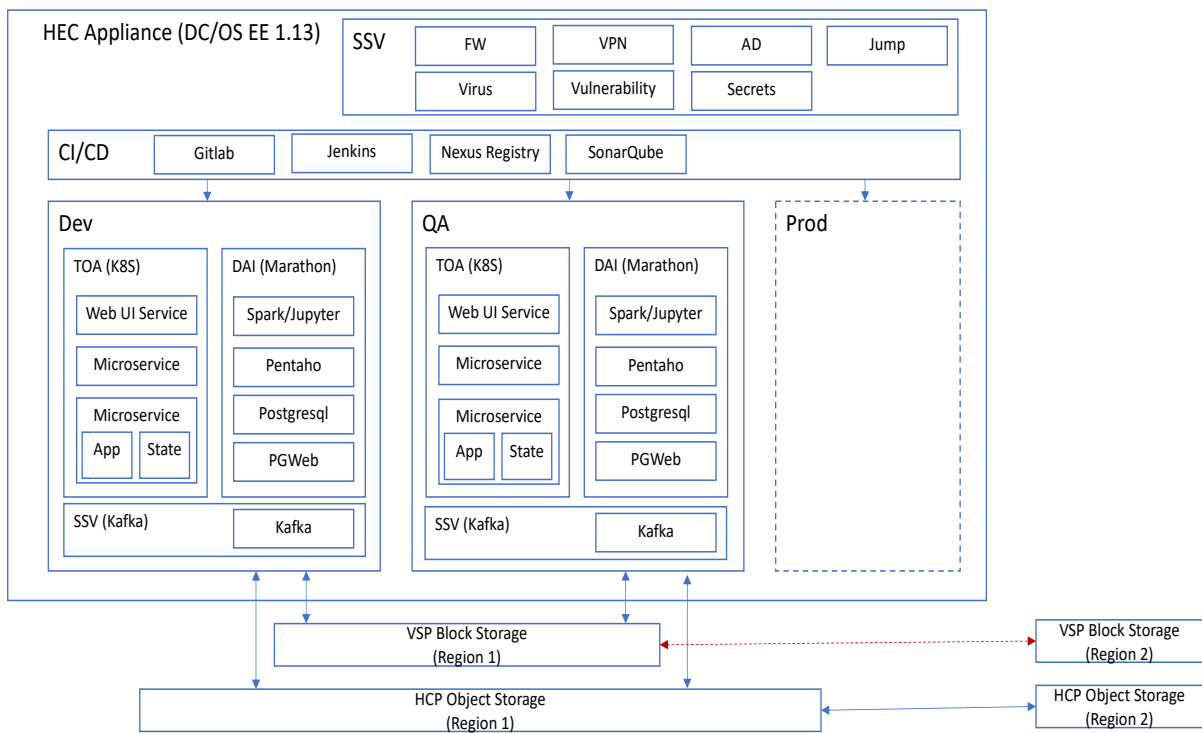 HEC Appliance (DC/OS EE 1.13)
SSV
FW
VPN
AD
Jump
Virus
Vulnerability
Secrets
CI/CD
Gitlab
Jenkins
Nexus Registry
SonarQube
Dev
TOA (K8S)
Web UI Service
Microservice
Microservice
App
State
DAI (Marathon)
Spark/Jupyter
Pentaho
Postgresql
PGWeb
SSV (Kafka)
Kafka
QA
TOA (K8S)
Web UI Service
Microservice
Microservice
App
State
DAI (Marathon)
Spark/Jupyter
Pentaho
Postgresql
PGWeb
SSV (Kafka)
Kafka
Prod
VSP Block Storage
(Region 1)
VSP Block Storage
(Region 2)
HCP Object Storage
(Region 1)
HCP Object Storage
(Region 2)